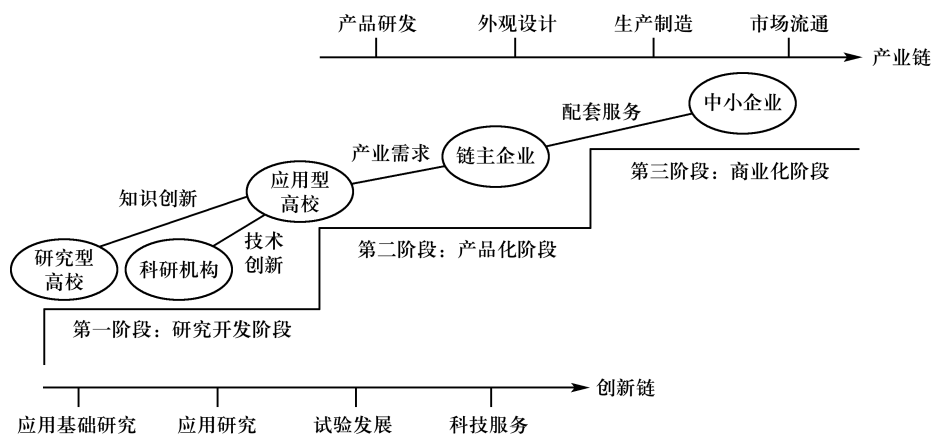 产品研发
外观设计
生产制造
市场流通
产业链
中小企业
配套服务
链主企业
产业需求
第三阶段：商业化阶段
应用型
高校
知识创新
技术
创新
研究型
高校
科研机构
第二阶段：产品化阶段
第一阶段：研究开发阶段
创新链
应用基础研究
应用研究
试验发展
科技服务